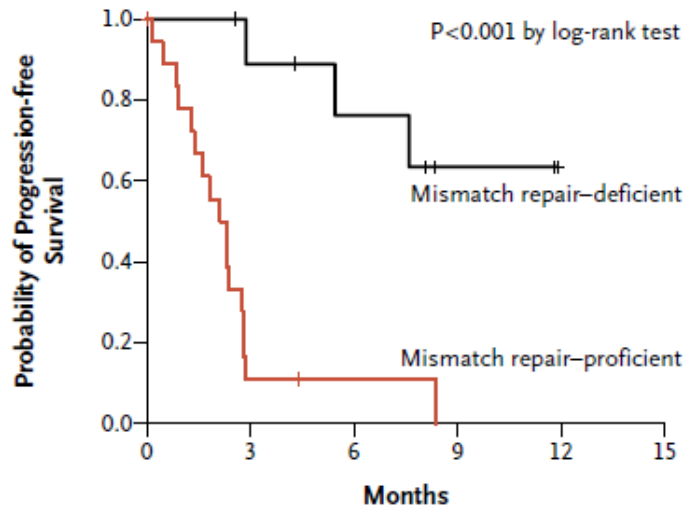 P<0.001 by log-rank test
Mismatch repair–deficient
Mismatch repair–proficient
Probability of Progression-free
Survival
1.0
0.8
0.6
0.4
0.2
0.0
0 3 6 9 12 15
Months